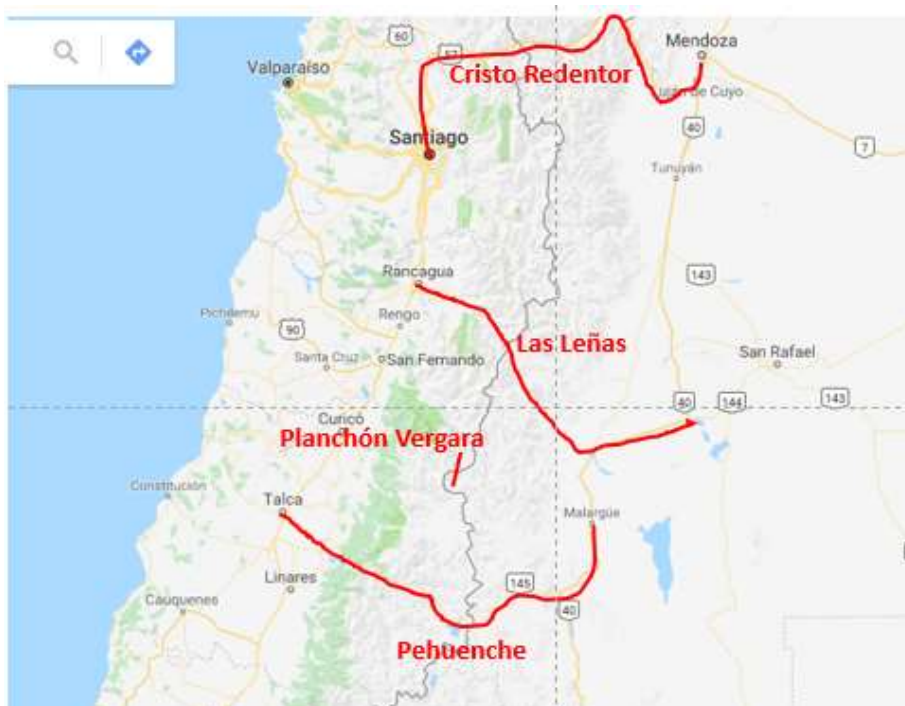 60
Mendoza
57
Valparaíso
Cristo Redentor
Luján de Cuyo
40
Santiago
7
Tunuyán
143
Rancagua
Pichilemu
Rengo
90
Las Leñas
San Rafael
Santa Cruz
San Fernando
40
144
143
Curicó
Planchón Vergara
Constitución
Talca
Malargüe
Linares
145
Cauquenes
40
Pehuenche